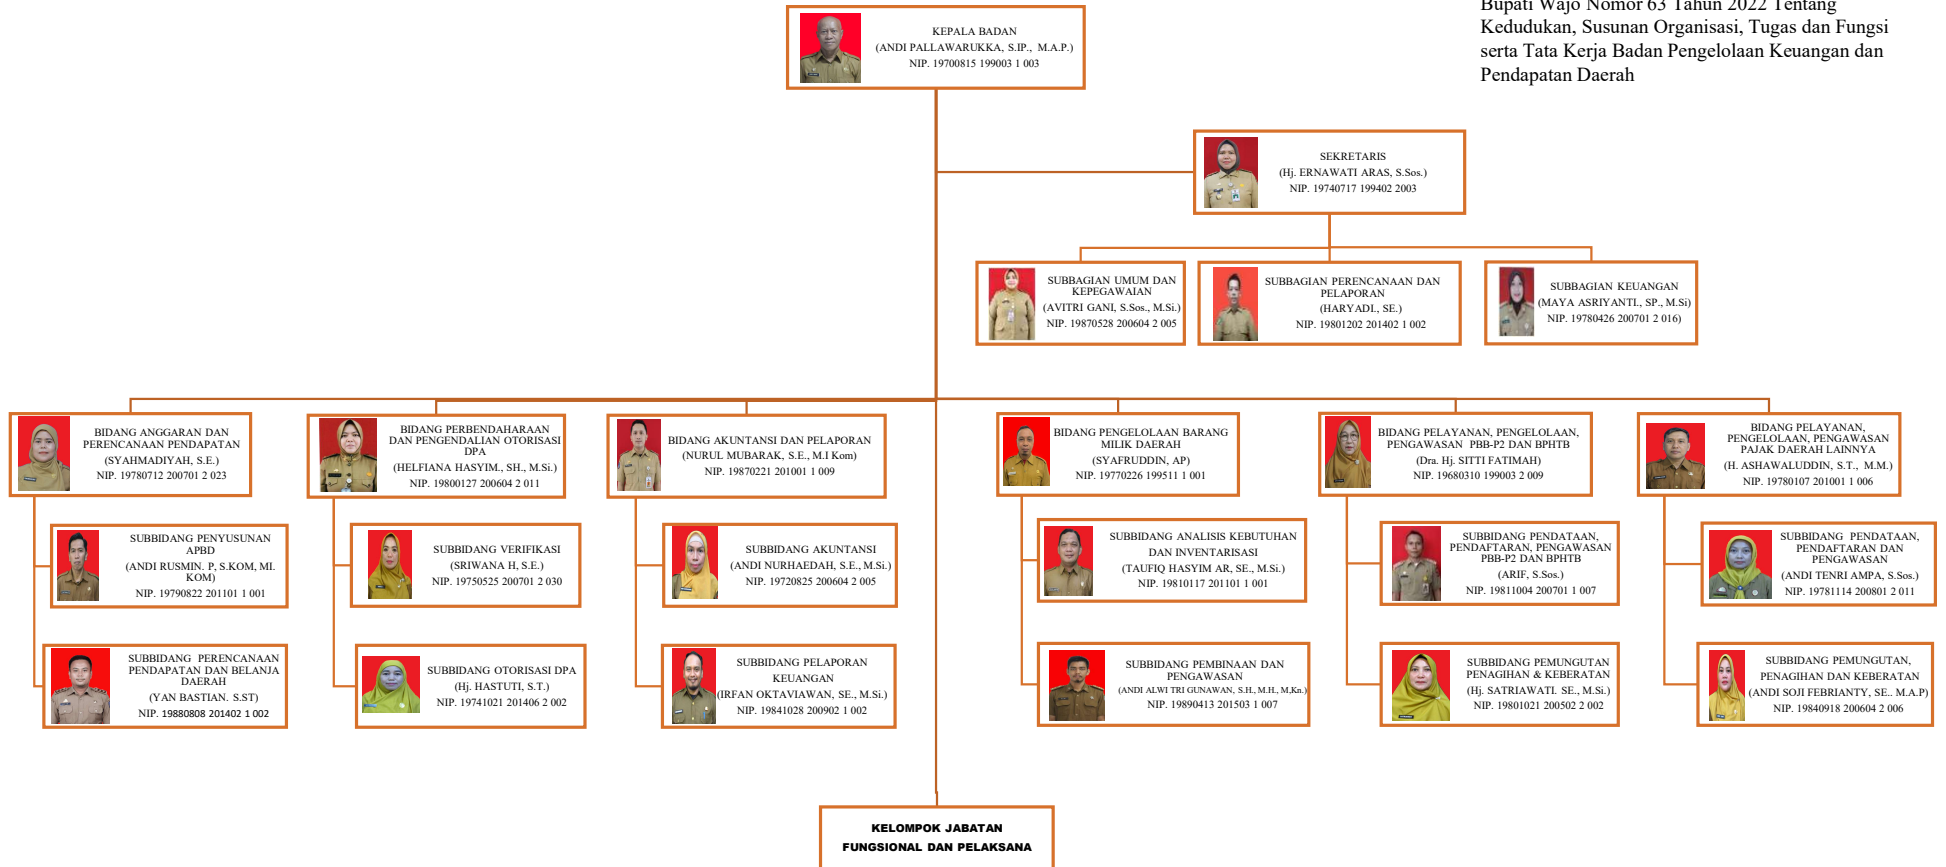 Bupati Wajo Nomor 63 Tahun 2022 Tentang
Kedudukan, Susunan Organisasi, Tugas dan Fungsi
serta Tata Kerja Badan Pengelolaan Keuangan dan
Pendapatan Daerah
KEPALA BADAN
(ANDI PALLAWARUKKA, S.IP., M.A.P.)
NIP. 19700815 199003 1 003
SEKRETARIS
(Hj. ERNAWATI ARAS, S.Sos.)
NIP. 19740717 199402 2003
SUBBAGIAN UMUM DAN
KEPEGAWAIAN
(AVITRI GANI, S.Sos., M.Si.)
NIP. 19870528 200604 2 005
SUBBAGIAN PERENCANAAN DAN
PELAPORAN
(HARYADI., SE.)
NIP. 19801202 201402 1 002
SUBBAGIAN KEUANGAN
(MAYA ASRIYANTI., SP., M.Si)
NIP. 19780426 200701 2 016)
BIDANG ANGGARAN DAN
PERENCANAAN PENDAPATAN
(SYAHMADIYAH, S.E.)
NIP. 19780712 200701 2 023
BIDANG PERBENDAHARAAN
DAN PENGENDALIAN OTORISASI
DPA
(HELFIANA HASYIM., SH., M.Si.)
NIP. 19800127 200604 2 011
BIDANG AKUNTANSI DAN PELAPORAN
(NURUL MUBARAK, S.E., M.I Kom)
NIP. 19870221 201001 1 009
BIDANG PENGELOLAAN BARANG
MILIK DAERAH
(SYAFRUDDIN, AP)
NIP. 19770226 199511 1 001
BIDANG PELAYANAN, PENGELOLAAN,
PENGAWASAN PBB-P2 DAN BPHTB
(Dra. Hj. SITTI FATIMAH)
NIP. 19680310 199003 2 009
BIDANG PELAYANAN,
PENGELOLAAN, PENGAWASAN
PAJAK DAERAH LAINNYA
(H. ASHAWALUDDIN, S.T., M.M.)
NIP. 19780107 201001 1 006
SUBBIDANG PENYUSUNAN
APBD
(ANDI RUSMIN. P, S.KOM, MI.
KOM)
NIP. 19790822 201101 1 001
SUBBIDANG VERIFIKASI
(SRIWANA H, S.E.)
NIP. 19750525 200701 2 030
SUBBIDANG AKUNTANSI
(ANDI NURHAEDAH, S.E., M.Si.)
NIP. 19720825 200604 2 005
SUBBIDANG ANALISIS KEBUTUHAN
DAN INVENTARISASI
(TAUFIQ HASYIM AR, SE., M.Si.)
NIP. 19810117 201101 1 001
SUBBIDANG PENDATAAN,
PENDAFTARAN, PENGAWASAN
PBB-P2 DAN BPHTB
(ARIF, S.Sos.)
NIP. 19811004 200701 1 007
SUBBIDANG PENDATAAN,
PENDAFTARAN DAN
PENGAWASAN
(ANDI TENRI AMPA, S.Sos.)
NIP. 19781114 200801 2 011
SUBBIDANG PERENCANAAN
PENDAPATAN DAN BELANJA
DAERAH
(YAN BASTIAN. S.ST)
NIP. 19880808 201402 1 002
SUBBIDANG OTORISASI DPA
(Hj. HASTUTI, S.T.)
NIP. 19741021 201406 2 002
SUBBIDANG PELAPORAN
KEUANGAN
(IRFAN OKTAVIAWAN, SE., M.Si.)
NIP. 19841028 200902 1 002
SUBBIDANG PEMBINAAN DAN
PENGAWASAN
(ANDI ALWI TRI GUNAWAN, S.H., M.H., M,Kn.)
NIP. 19890413 201503 1 007
SUBBIDANG PEMUNGUTAN
PENAGIHAN & KEBERATAN
(Hj. SATRIAWATI. SE., M.Si.)
NIP. 19801021 200502 2 002
SUBBIDANG PEMUNGUTAN,
PENAGIHAN DAN KEBERATAN
(ANDI SOJI FEBRIANTY, SE.. M.A.P)
NIP. 19840918 200604 2 006
KELOMPOK JABATAN
FUNGSIONAL DAN PELAKSANA